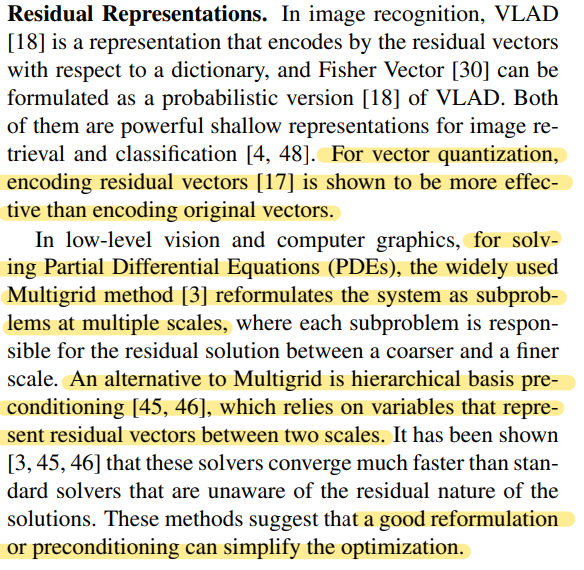 Residual Representations. In image recognition, VLAD
[18] is a representation that encodes by the residual vectors
with respect to a dictionary, and Fisher Vector [30] can be
formulated as a probabilistic version [18] of VLAD. Both
of them are powerful shallow representations for image re-
trieval and classification [4, 48]. For vector quantization,
encoding residual vectors [17] is shown to be more effec-
tive than encoding original vectors.
In low-level vision and computer graphics, for solv-
ing Partial Differential Equations (PDEs), the widely used
Multigrid method [3] reformulates the system as subprob-
lems at multiple scales, where each subproblem is respon-
sible for the residual solution between a coarser and a finer
scale. An alternative to Multigrid is hierarchical basis pre-
conditioning [45, 46], which relies on variables that repre-
sent residual vectors between two scales. It has been shown
[3, 45, 46] that these solvers converge much faster than stan-
dard solvers that are unaware of the residual nature of the
solutions. These methods suggest that a good reformulation
or preconditioning can simplify the optimization.